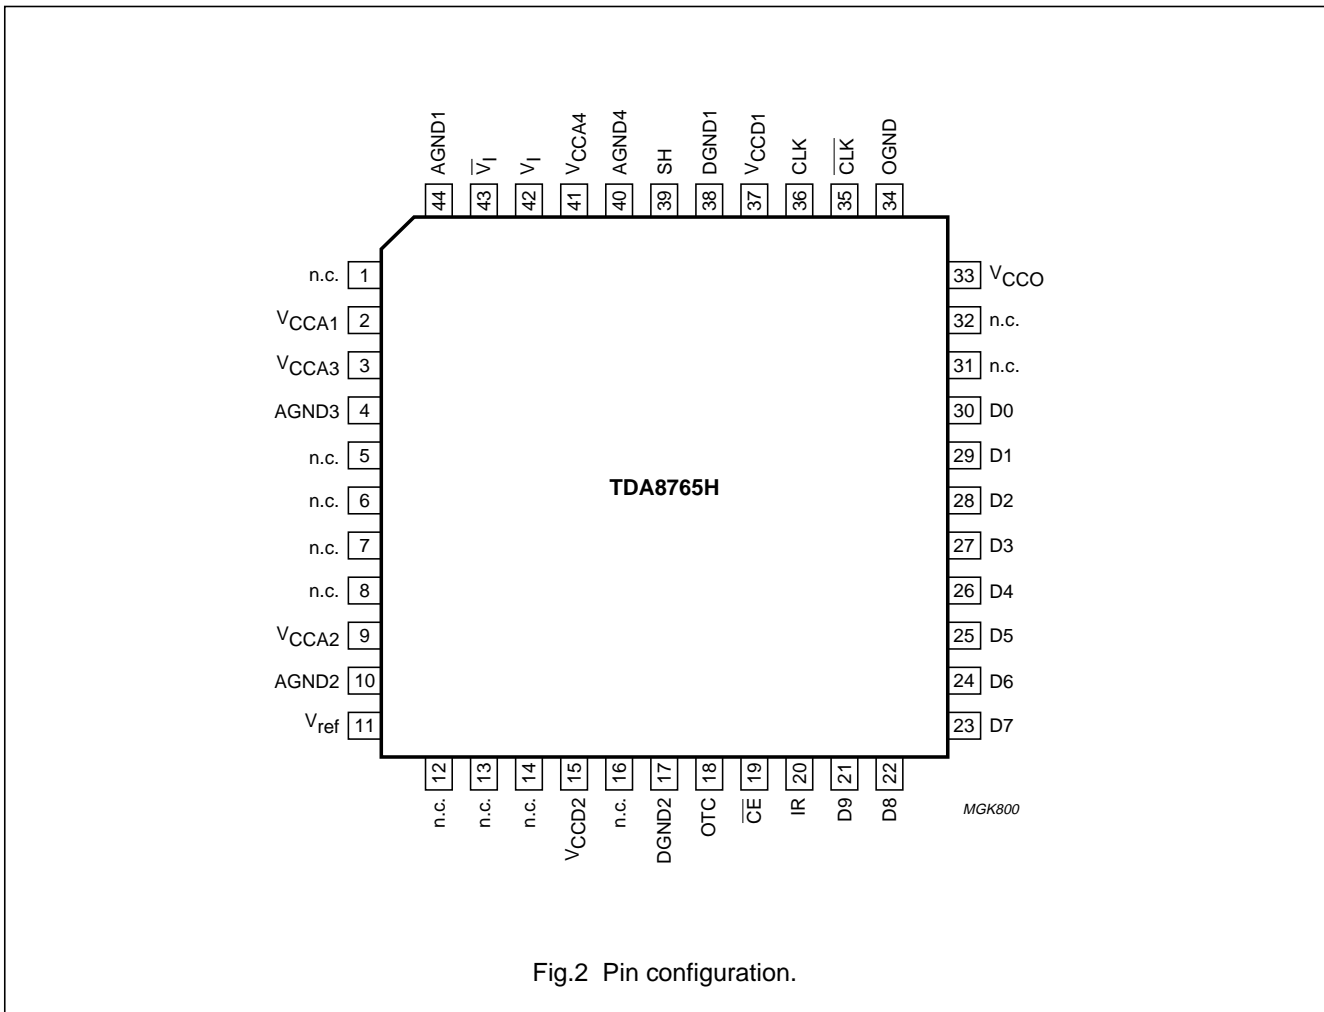 AGND1
V̅I
VI
VCCA4
AGND4
SH
DGND1
VCCD1
CLK
C̅L̅K̅
OGND
44 43 42 41 40 39 38 37 36 35 34
n.c. 1
VCCA1 2
VCCA3 3
AGND3 4
n.c. 5
n.c. 6
n.c. 7
n.c. 8
VCCA2 9
AGND2 10
Vref 11
TDA8765H
33 VCCO
32 n.c.
31 n.c.
30 D0
29 D1
28 D2
27 D3
26 D4
25 D5
24 D6
23 D7
12 13 14 15 16 17 18 19 20 21 22
n.c.
n.c.
n.c.
VCCD2
n.c.
DGND2
OTC
C̅E̅
IR
D9
D8
MGK800
Fig.2 Pin configuration.